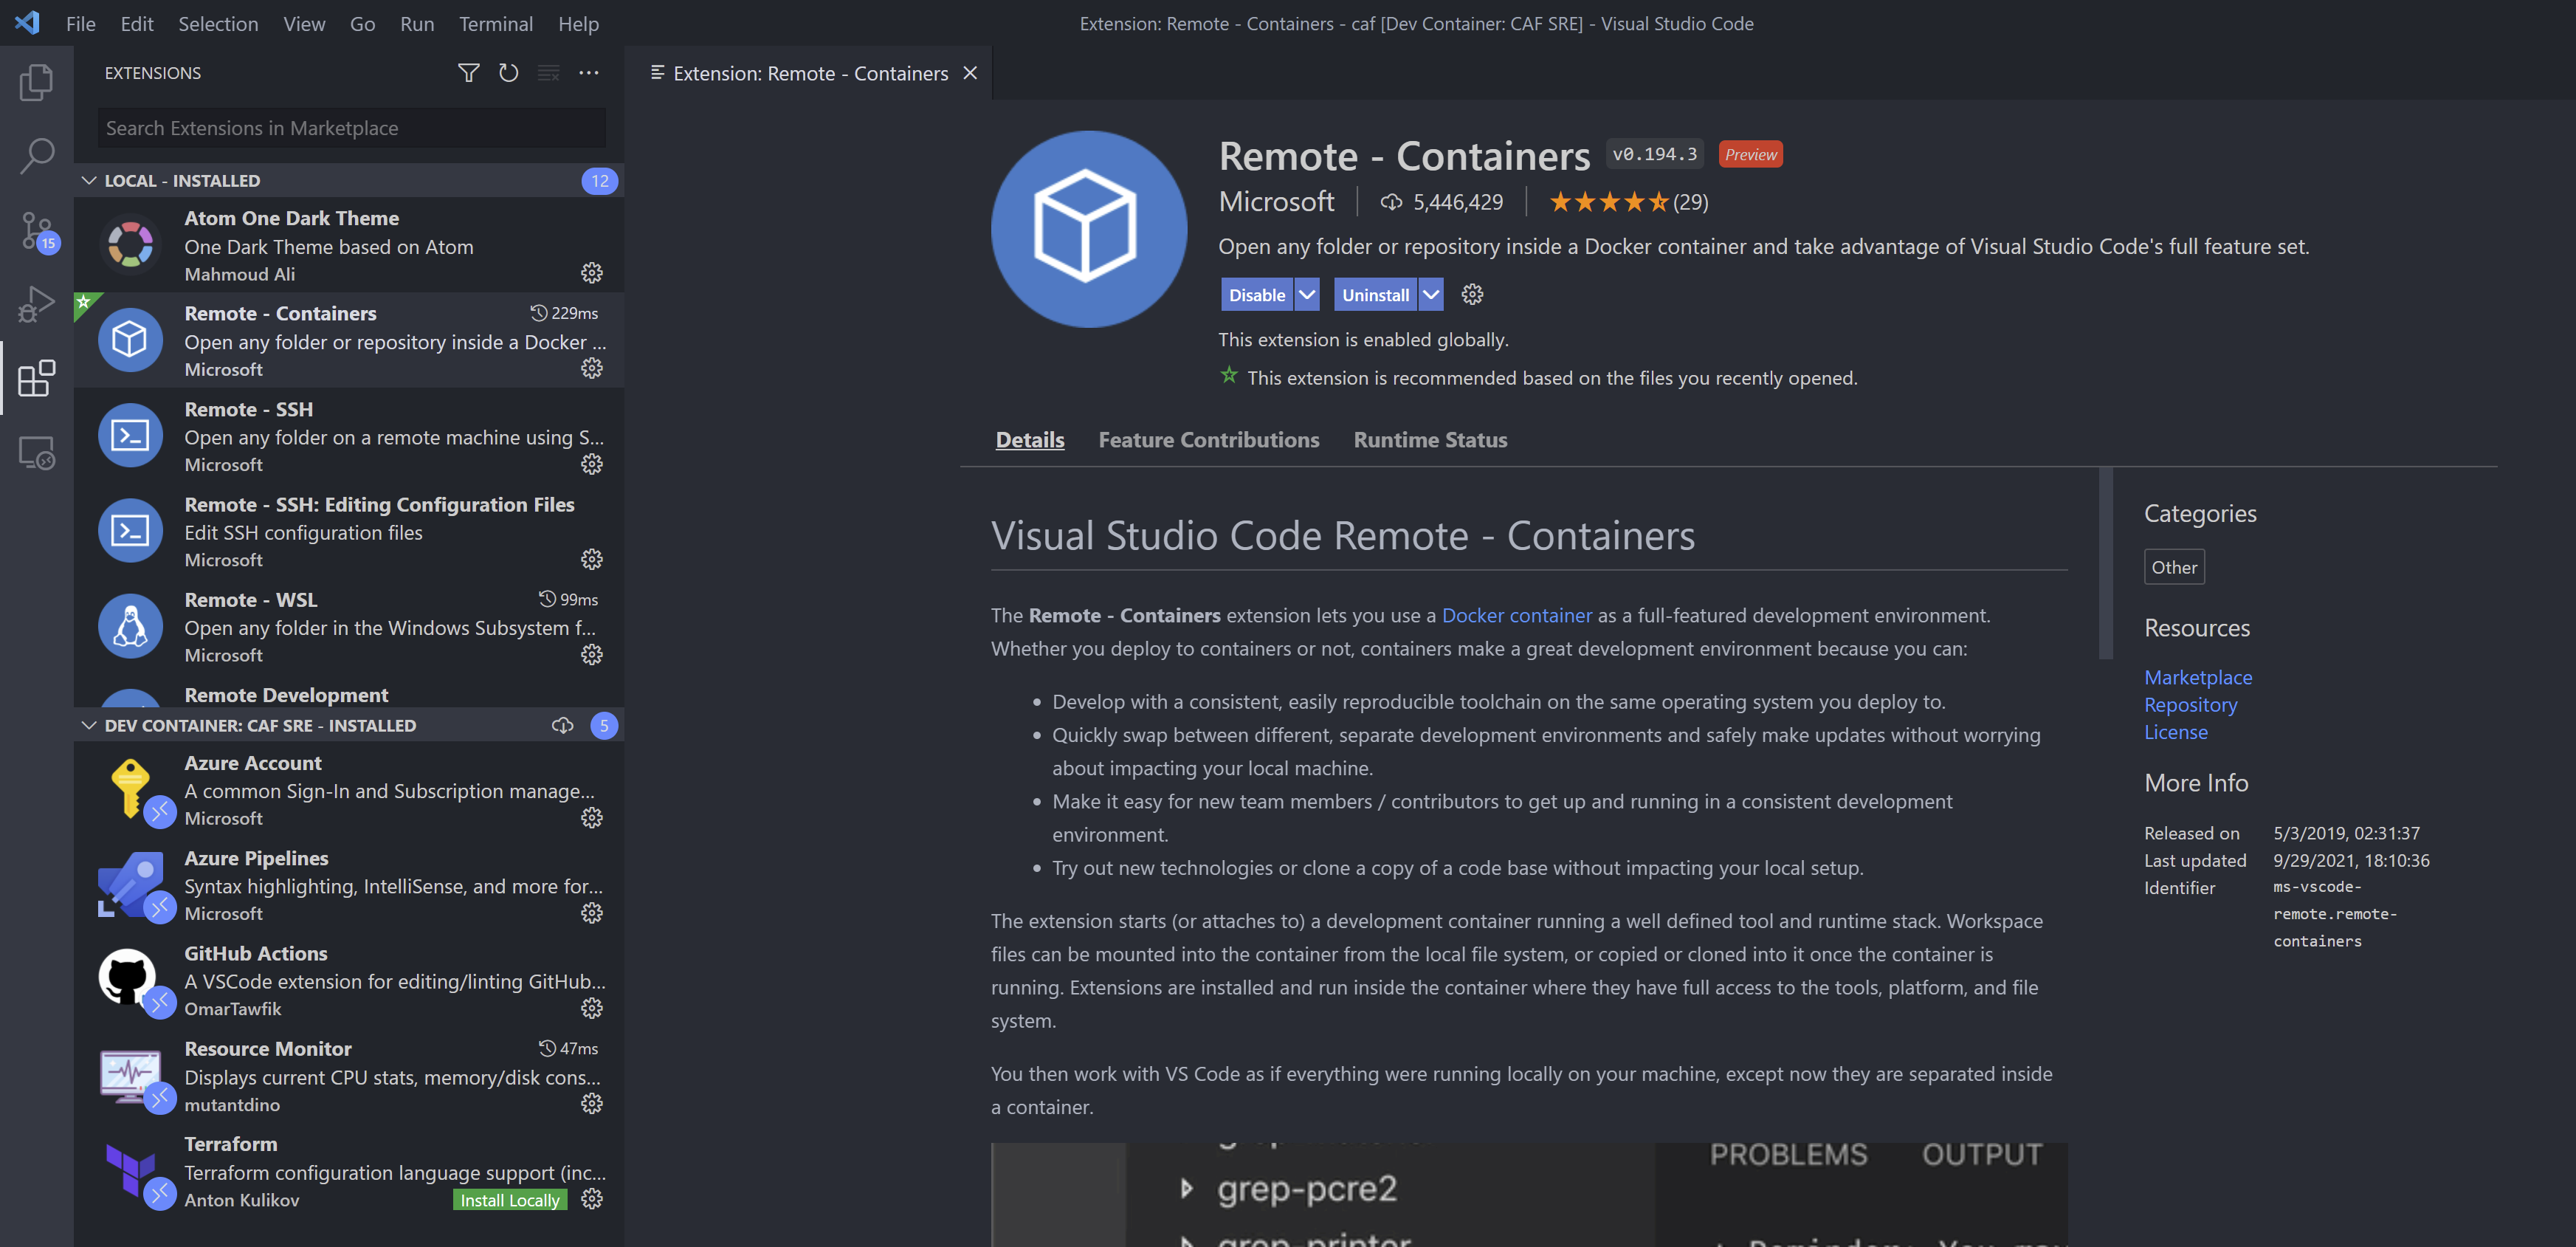 File Edit Selection View Go Run Terminal Help
Extension: Remote - Containers - caf [Dev Container: CAF SRE] - Visual Studio Code
EXTENSIONS
Search Extensions in Marketplace
LOCAL - INSTALLED 12
Atom One Dark Theme
One Dark Theme based on Atom
Mahmoud Ali
Remote - Containers 229ms
Open any folder or repository inside a Docker ...
Microsoft
15
Remote - SSH
Open any folder on a remote machine using S...
Microsoft
Remote - SSH: Editing Configuration Files
Edit SSH configuration files
Microsoft
Remote - WSL 99ms
Open any folder in the Windows Subsystem f...
Microsoft
Remote Development
DEV CONTAINER: CAF SRE - INSTALLED 5
Azure Account
A common Sign-In and Subscription manage...
Microsoft
Azure Pipelines
Syntax highlighting, IntelliSense, and more for...
Microsoft
GitHub Actions
A VSCode extension for editing/linting GitHub...
OmarTawfik
Resource Monitor 47ms
Displays current CPU stats, memory/disk cons...
mutantdino
Terraform
Terraform configuration language support (inc...
Anton Kulikov Install Locally
Extension: Remote - Containers
Remote - Containers v0.194.3 Preview
Microsoft 5,446,429 (29)
Open any folder or repository inside a Docker container and take advantage of Visual Studio Code's full feature set.
Disable Uninstall
This extension is enabled globally.
This extension is recommended based on the files you recently opened.
Details Feature Contributions Runtime Status
Visual Studio Code Remote - Containers
The Remote - Containers extension lets you use a Docker container as a full-featured development environment.
Whether you deploy to containers or not, containers make a great development environment because you can:
• Develop with a consistent, easily reproducible toolchain on the same operating system you deploy to.
• Quickly swap between different, separate development environments and safely make updates without worrying
about impacting your local machine.
• Make it easy for new team members / contributors to get up and running in a consistent development
environment.
• Try out new technologies or clone a copy of a code base without impacting your local setup.
The extension starts (or attaches to) a development container running a well defined tool and runtime stack. Workspace
files can be mounted into the container from the local file system, or copied or cloned into it once the container is
running. Extensions are installed and run inside the container where they have full access to the tools, platform, and file
system.
You then work with VS Code as if everything were running locally on your machine, except now they are separated inside
a container.
grep-pcre2
grep-printer
PROBLEMS OUTPUT
Categories
Other
Resources
Marketplace
Repository
License
More Info
Released on 5/3/2019, 02:31:37
Last updated 9/29/2021, 18:10:36
Identifier ms-vscode-
remote.remote-
containers